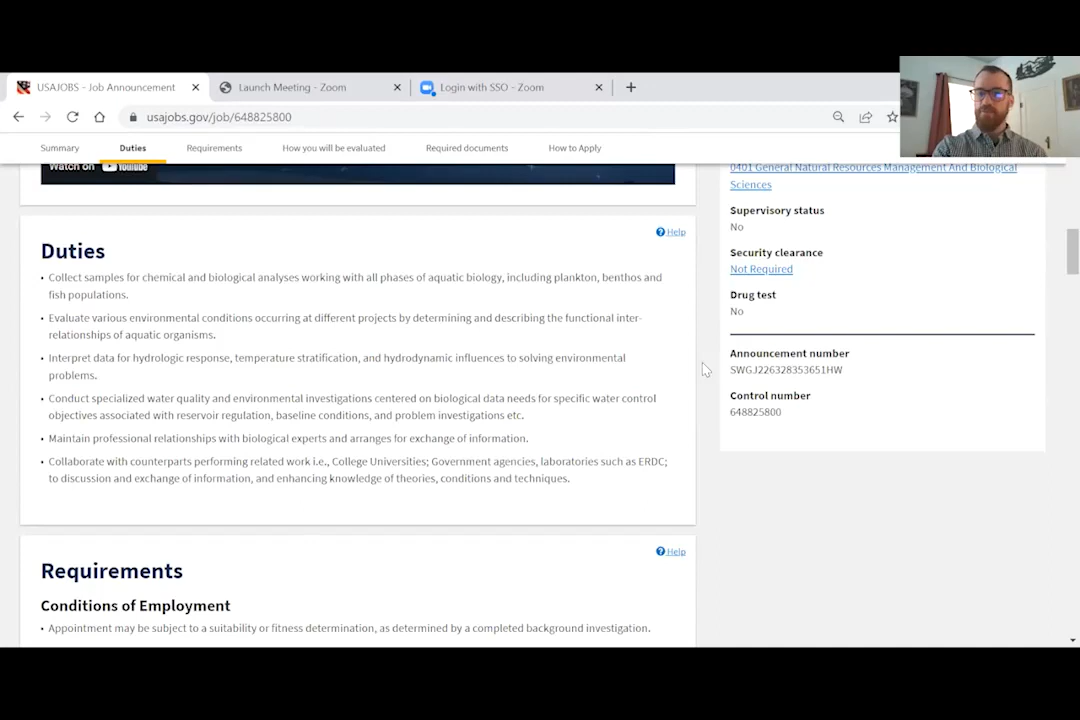 USAJOBS - Job Announcement
Launch Meeting - Zoom
Login with SSO - Zoom
usajobs.gov/job/648825800
Summary
Duties
Requirements
How you will be evaluated
Required documents
How to Apply
Watch on YouTube
0401 General Natural Resources Management And Biological
Sciences
Supervisory status
No
Security clearance
Not Required
Drug test
No
Announcement number
SWGJ226328353651HW
Control number
648825800
Help
Duties
• Collect samples for chemical and biological analyses working with all phases of aquatic biology, including plankton, benthos and
fish populations.
• Evaluate various environmental conditions occurring at different projects by determining and describing the functional inter-
relationships of aquatic organisms.
• Interpret data for hydrologic response, temperature stratification, and hydrodynamic influences to solving environmental
problems.
• Conduct specialized water quality and environmental investigations centered on biological data needs for specific water control
objectives associated with reservoir regulation, baseline conditions, and problem investigations etc.
• Maintain professional relationships with biological experts and arranges for exchange of information.
• Collaborate with counterparts performing related work i.e., College Universities; Government agencies, laboratories such as ERDC;
to discussion and exchange of information, and enhancing knowledge of theories, conditions and techniques.
Help
Requirements
Conditions of Employment
• Appointment may be subject to a suitability or fitness determination, as determined by a completed background investigation.